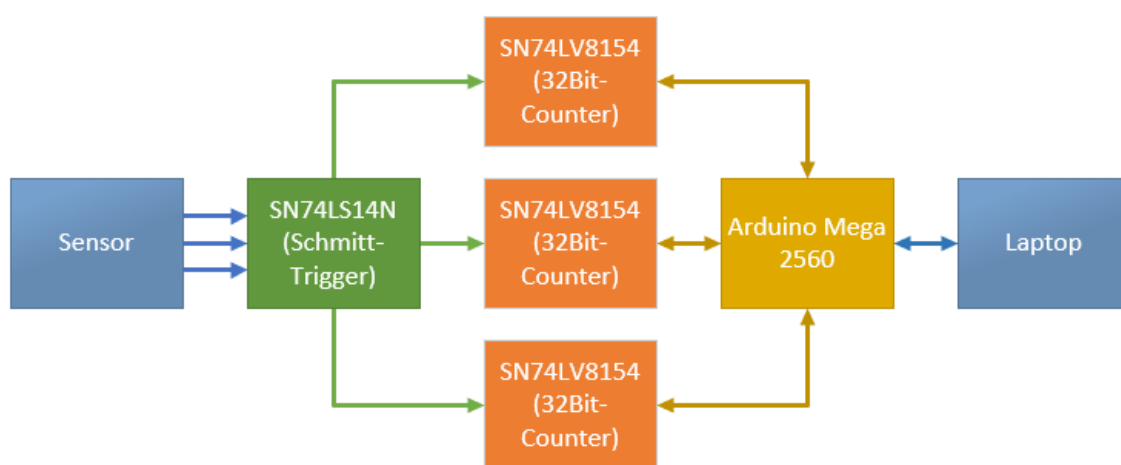 SN74LV8154
(32Bit-
Counter)
Sensor
SN74LS14N
(Schmitt-
Trigger)
SN74LV8154
(32Bit-
Counter)
Arduino Mega
2560
Laptop
SN74LV8154
(32Bit-
Counter)